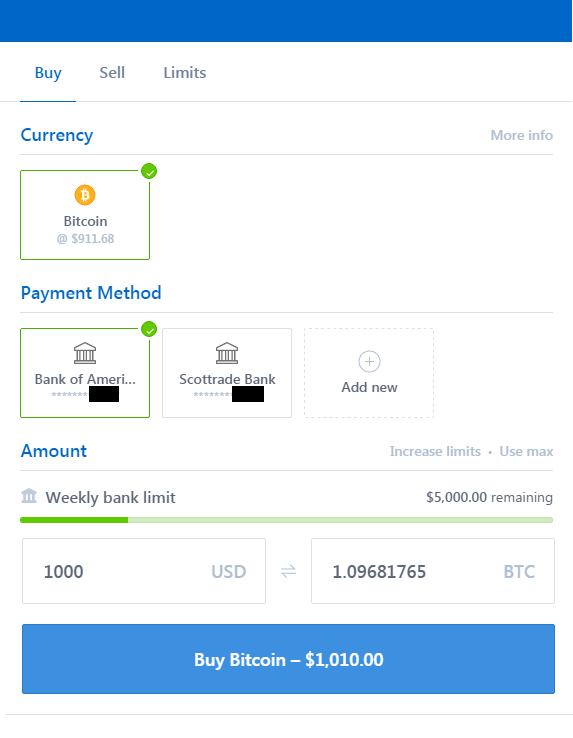 Buy Sell Limits
Currency More info
Bitcoin
@ $911.68
Payment Method
Bank of Ameri... Scottrade Bank
******* ******** Add new
Amount Increase limits • Use max
Weekly bank limit $5,000.00 remaining
1000 USD 1.09681765 BTC
Buy Bitcoin – $1,010.00